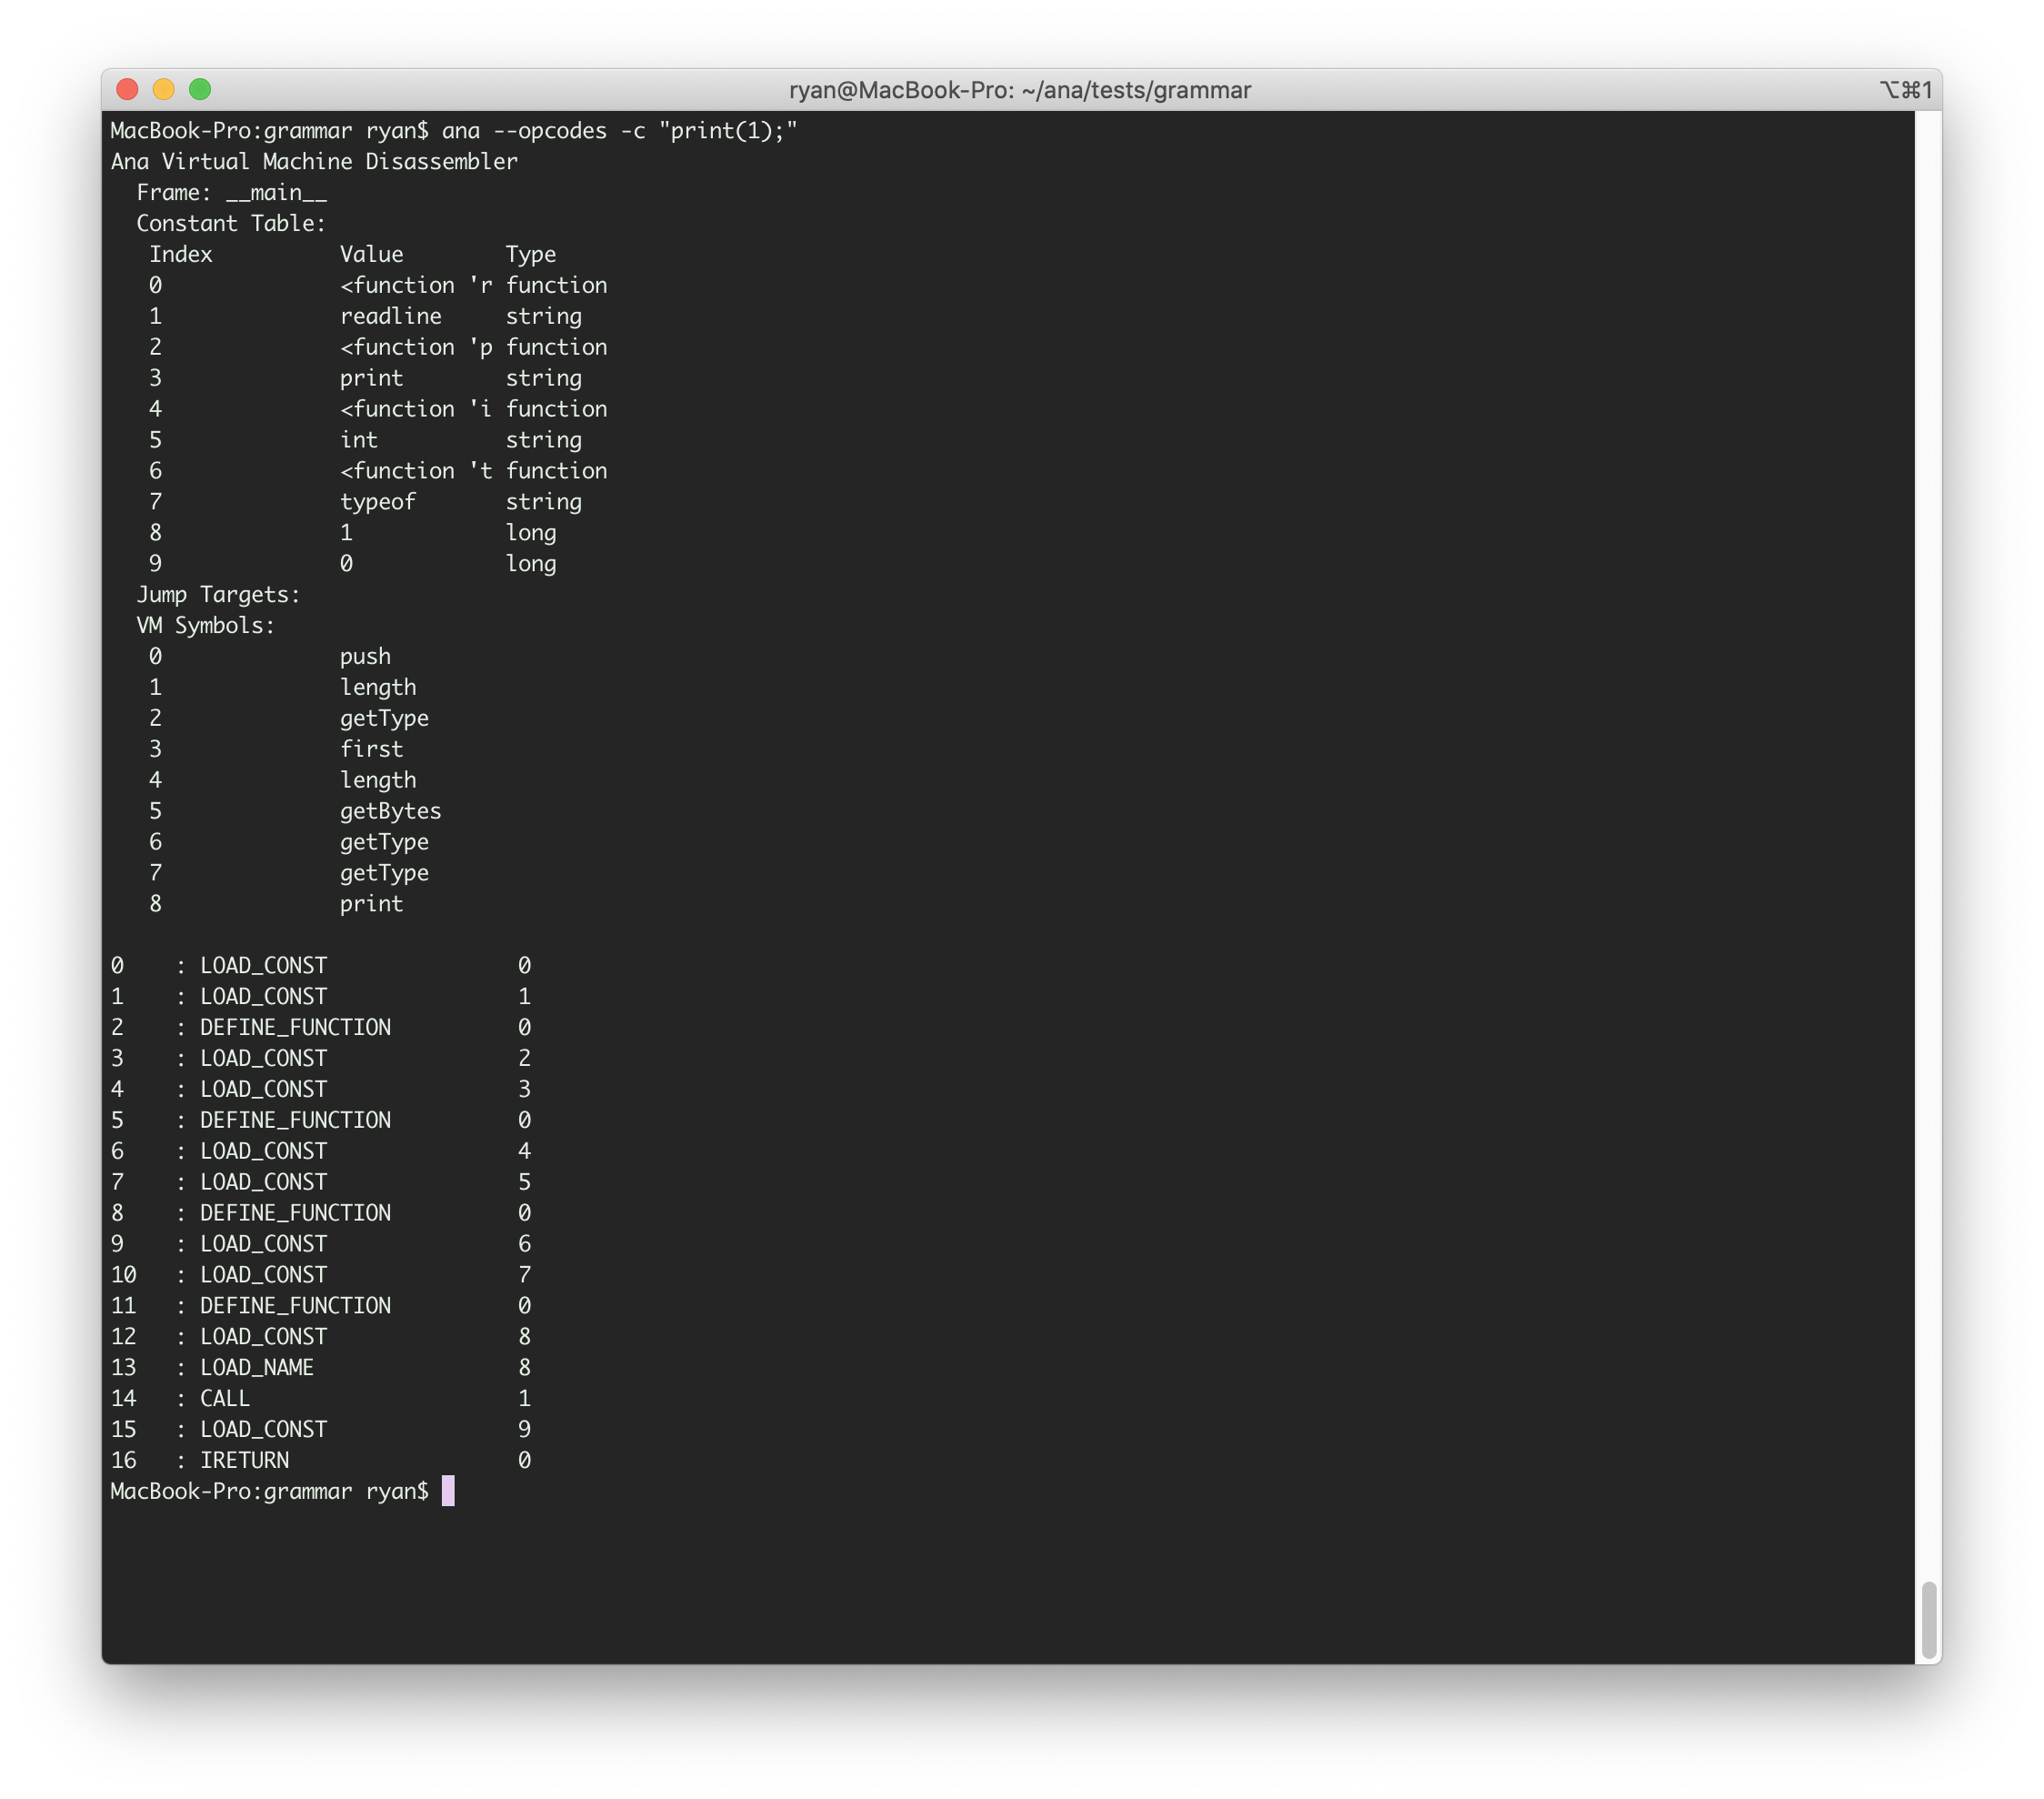 ryan@MacBook-Pro: ~/ana/tests/grammar ⌥⌘1
MacBook-Pro:grammar ryan$ ana --opcodes -c "print(1);"
Ana Virtual Machine Disassembler
  Frame: __main__
  Constant Table:
   Index          Value        Type
   0              <function 'r function
   1              readline     string
   2              <function 'p function
   3              print        string
   4              <function 'i function
   5              int          string
   6              <function 't function
   7              typeof       string
   8              1            long
   9              0            long
  Jump Targets:
  VM Symbols:
   0              push
   1              length
   2              getType
   3              first
   4              length
   5              getBytes
   6              getType
   7              getType
   8              print

0    : LOAD_CONST               0
1    : LOAD_CONST               1
2    : DEFINE_FUNCTION          0
3    : LOAD_CONST               2
4    : LOAD_CONST               3
5    : DEFINE_FUNCTION          0
6    : LOAD_CONST               4
7    : LOAD_CONST               5
8    : DEFINE_FUNCTION          0
9    : LOAD_CONST               6
10   : LOAD_CONST               7
11   : DEFINE_FUNCTION          0
12   : LOAD_CONST               8
13   : LOAD_NAME                8
14   : CALL                     1
15   : LOAD_CONST               9
16   : IRETURN                  0
MacBook-Pro:grammar ryan$